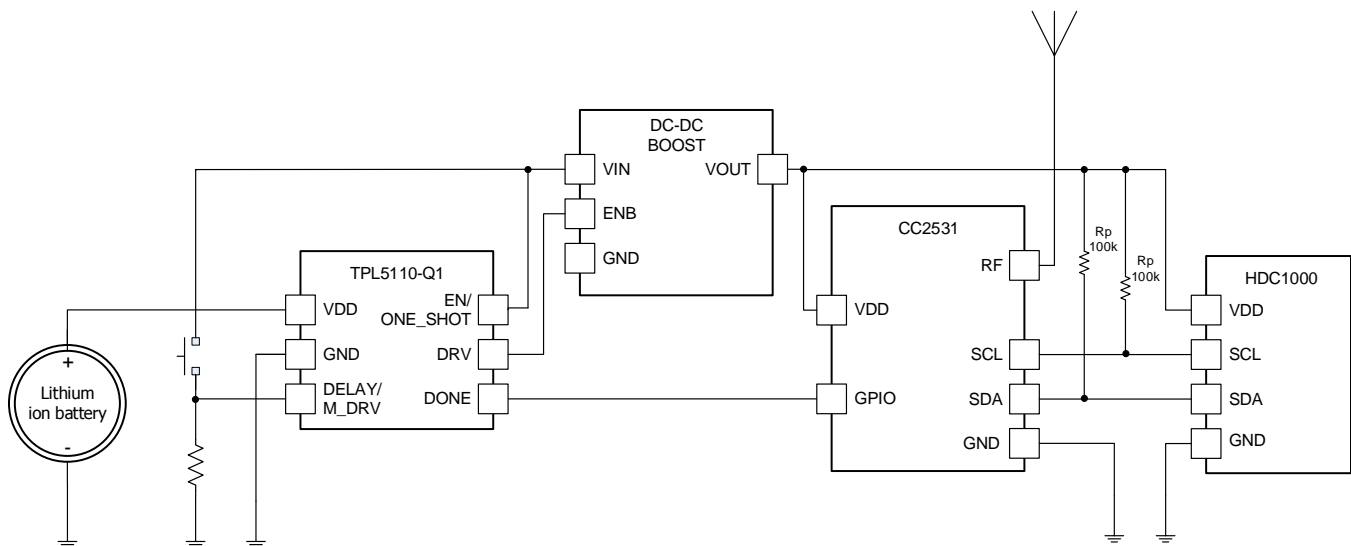 DC-DC
BOOST
VIN
VOUT
ENB
GND
TPL5110-Q1
VDD
EN/
ONE_SHOT
GND
DRV
DELAY/
M_DRV
DONE
+
Lithium
ion battery
-
CC2531
RF
VDD
SCL
GPIO
SDA
GND
Rp
100k
Rp
100k
HDC1000
VDD
SCL
SDA
GND